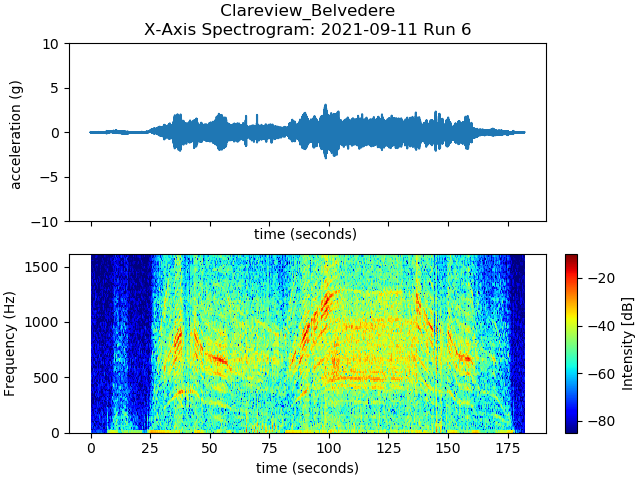 Clareview_Belvedere
X-Axis Spectrogram: 2021-09-11 Run 6
10
5
0
−5
−10
acceleration (g)
time (seconds)
1500
1000
500
0
Frequency (Hz)
0 25 50 75 100 125 150 175
time (seconds)
−20
−40
−60
−80
Intensity [dB]